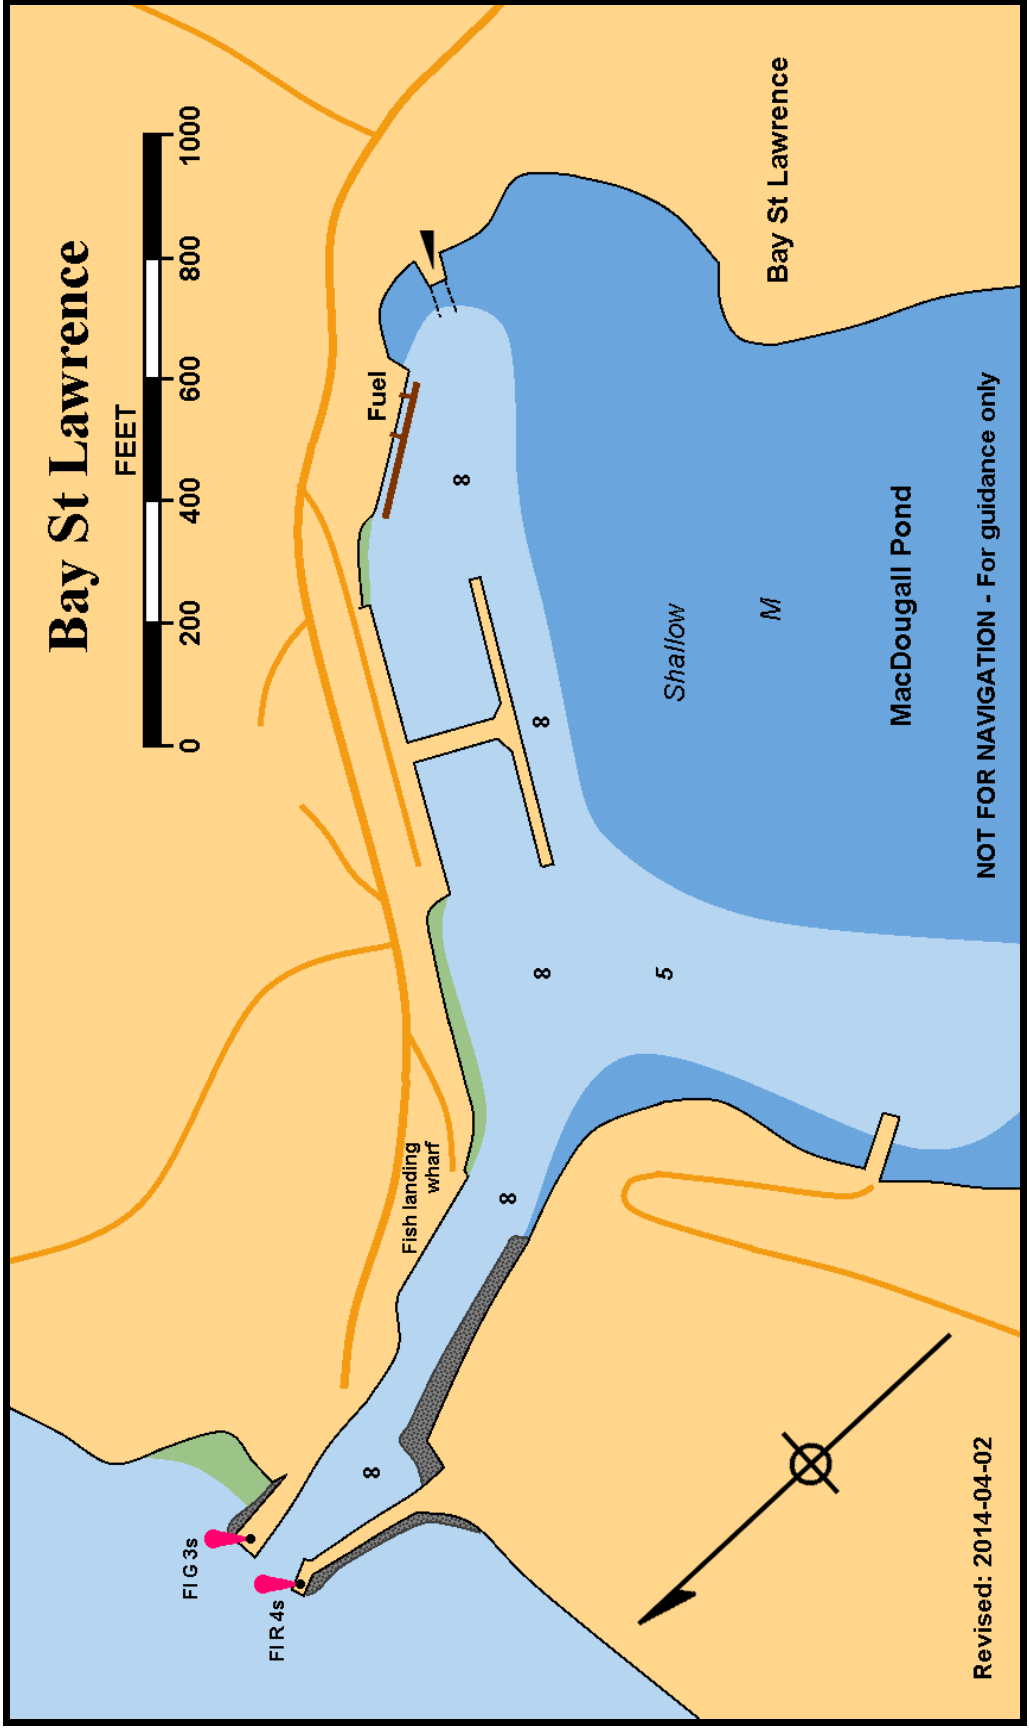 Bay St Lawrence
FEET
0 200 400 600 800 1000
Fl G 3s
Fl R 4s
Fish landing
wharf
Fuel
8
8
8
8
8
5
Shallow
M
Bay St Lawrence
MacDougall Pond
Revised: 2014-04-02
NOT FOR NAVIGATION - For guidance only